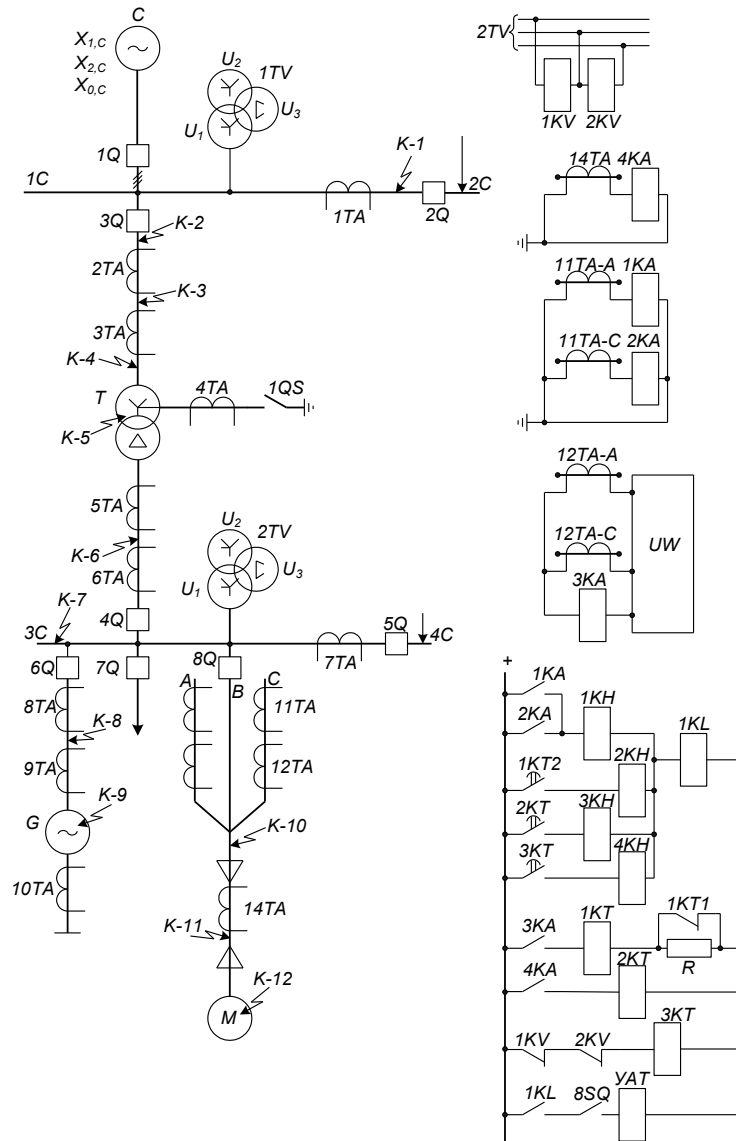 C
X1,C
X2,C
X0,C
1Q
1C
U2
1TV
U3
U1
K-1
2C
3Q
1TA
2Q
K-2
2TA
K-3
3TA
K-4
T
4TA
1QS
K-5
5TA
K-6
6TA
U2
2TV
U1
U3
K-7
4Q
5Q
3C
4C
6Q
7Q
8Q
7TA
A
B
C
8TA
11TA
K-8
9TA
12TA
K-9
G
K-10
10TA
14TA
K-11
K-12
M
2TV
1KV
2KV
14TA
4KA
11TA-A
1KA
11TA-C
2KA
12TA-A
12TA-C
UW
3KA
+
1KA
1KH
1KL
2KA
2KH
1KT2
3KH
2KT
4KH
3KT
1KT
1KT1
3KA
R
2KT
4KA
3KT
1KV
2KV
УАТ
1KL
8SQ